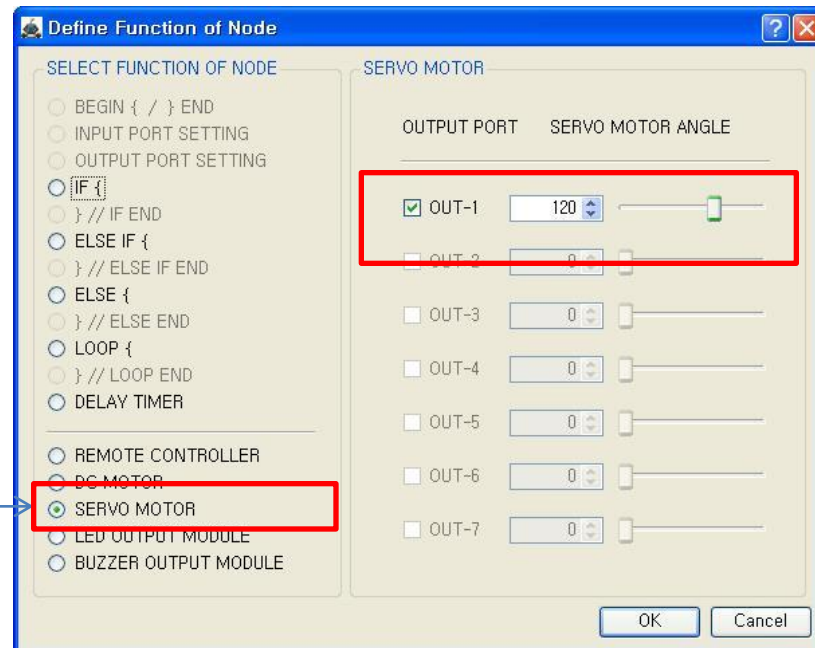 Define Function of Node
SELECT FUNCTION OF NODE
BEGIN { / } END
INPUT PORT SETTING
OUTPUT PORT SETTING
IF {
} // IF END
ELSE IF {
} // ELSE IF END
ELSE {
} // ELSE END
LOOP {
} // LOOP END
DELAY TIMER
REMOTE CONTROLLER
DC MOTOR
SERVO MOTOR
LED OUTPUT MODULE
BUZZER OUTPUT MODULE
SERVO MOTOR
OUTPUT PORT SERVO MOTOR ANGLE
OUT-1 120
OUT-2 0
OUT-3 0
OUT-4 0
OUT-5 0
OUT-6 0
OUT-7 0
OK Cancel